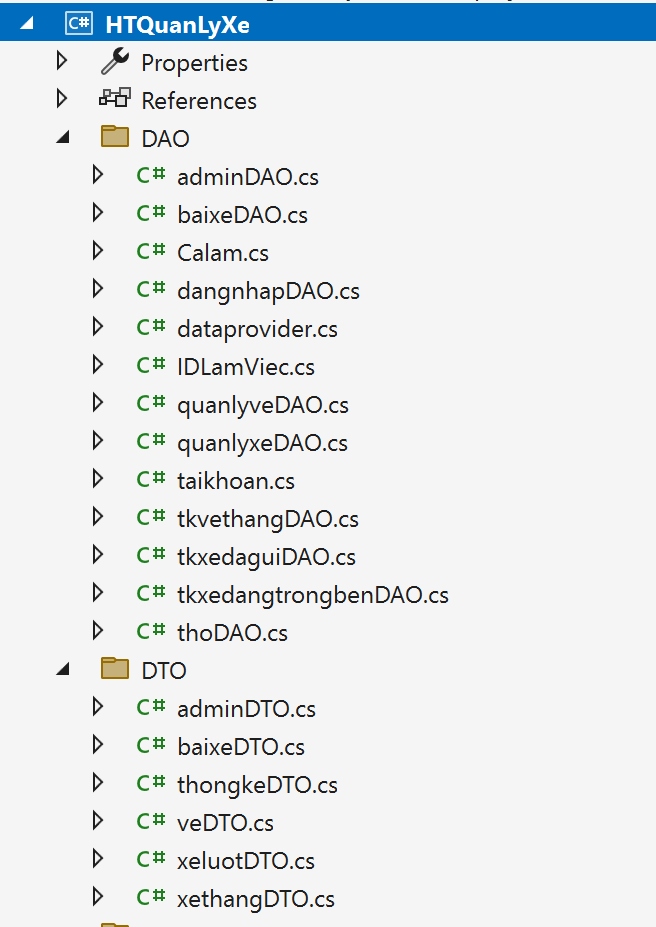 C# HTQuanLyXe
Properties
References
DAO
C# adminDAO.cs
C# baixeDAO.cs
C# Calam.cs
C# dangnhapDAO.cs
C# dataprovider.cs
C# IDLamViec.cs
C# quanlyveDAO.cs
C# quanlyxeDAO.cs
C# taikhoan.cs
C# tkvethangDAO.cs
C# tkxedaguiDAO.cs
C# tkxedangtrongbenDAO.cs
C# thoDAO.cs
DTO
C# adminDTO.cs
C# baixeDTO.cs
C# thongkeDTO.cs
C# veDTO.cs
C# xeluotDTO.cs
C# xethangDTO.cs